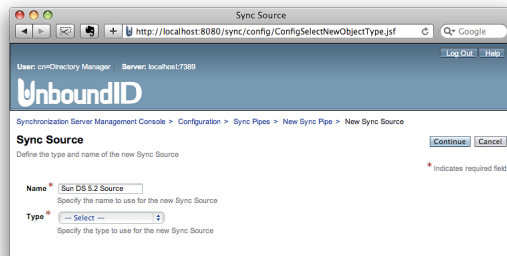 Sync Source
http://localhost:8080/sync/config/ConfigSelectNewObjectType.jsf
Google
Log Out Help
User: cn=Directory Manager Server: localhost:7389
UnboundID
Synchronization Server Management Console > Configuration > Sync Pipes > New Sync Pipe > New Sync Source
Sync Source
Continue Cancel
Define the type and name of the new Sync Source
* Indicates required field
Name * Sun DS 5.2 Source
Specify the name to use for the new Sync Source
Type * — Select —
Specify the type to use for the new Sync Source